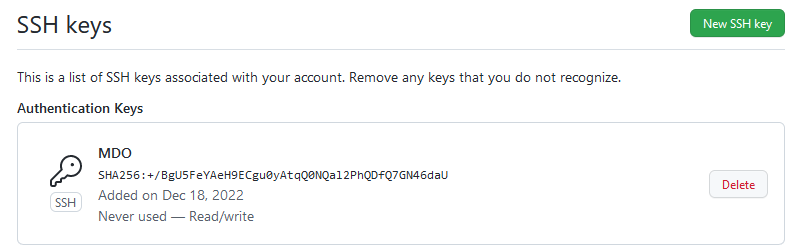 SSH keys
New SSH key
This is a list of SSH keys associated with your account. Remove any keys that you do not recognize.
Authentication Keys
MDO
SHA256:+/BgU5FeYAeH9ECgu0yAtqQ0NQal2PhQDfQ7GN46daU
Added on Dec 18, 2022
Never used — Read/write
SSH
Delete